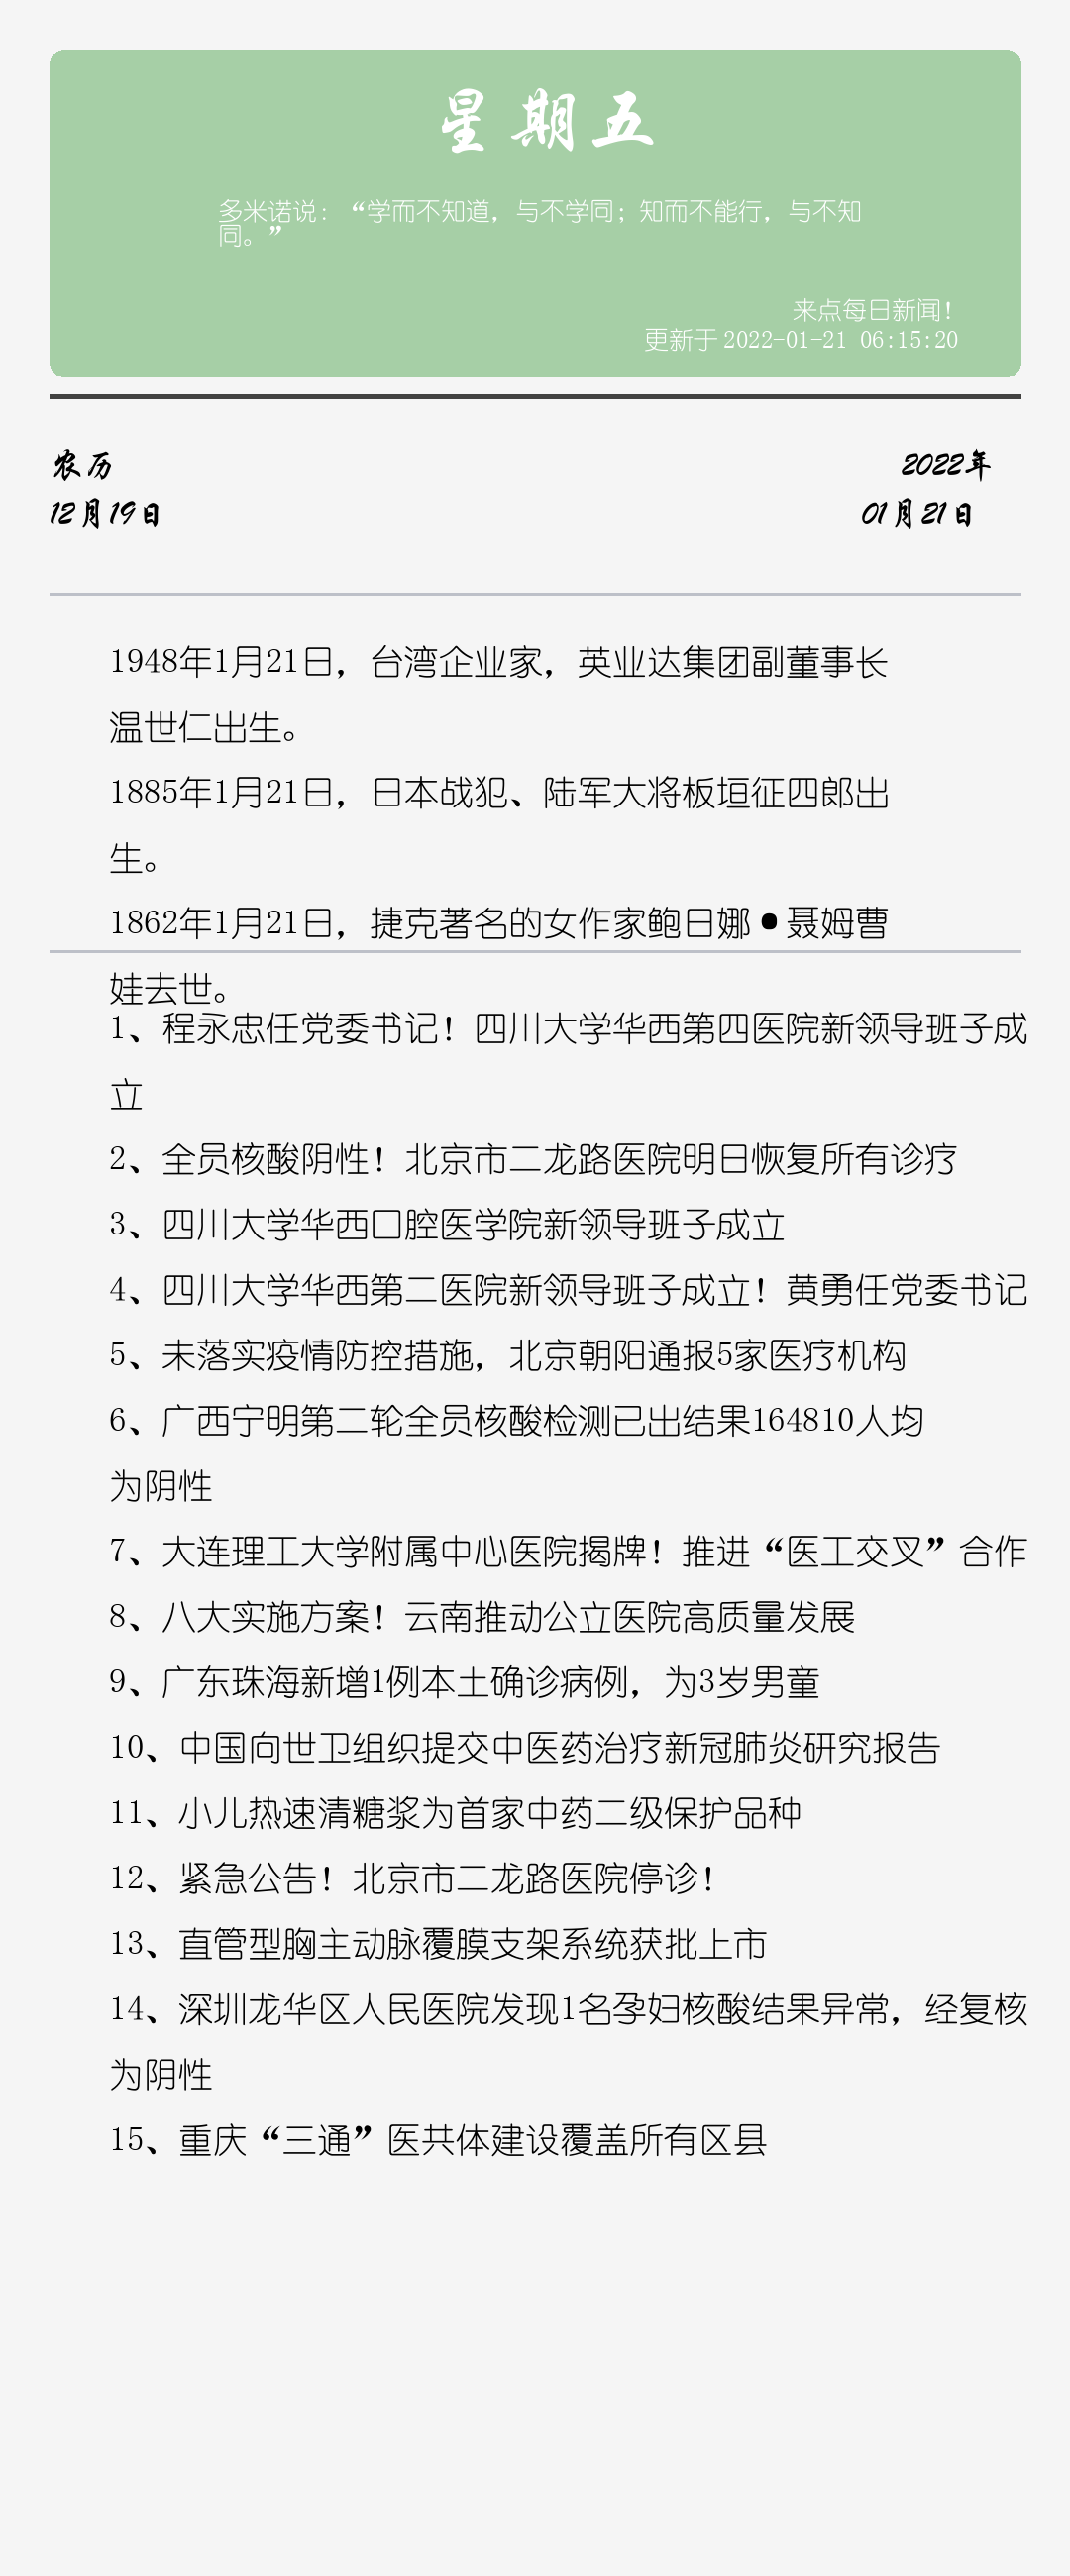 星期五
多米诺说：“学而不知道，与不学同；知而不能行，与不知
同。”
来点每日新闻！
更新于 2022-01-21 06:15:20
农历
2022年
12月19日
01月21日
1948年1月21日，台湾企业家，英业达集团副董事长
温世仁出生。
1885年1月21日，日本战犯、陆军大将板垣征四郎出
生。
1862年1月21日，捷克著名的女作家鲍日娜•聂姆曹
娃去世。
1、程永忠任党委书记！四川大学华西第四医院新领导班子成
立
2、全员核酸阴性！北京市二龙路医院明日恢复所有诊疗
3、四川大学华西口腔医学院新领导班子成立
4、四川大学华西第二医院新领导班子成立！黄勇任党委书记
5、未落实疫情防控措施，北京朝阳通报5家医疗机构
6、广西宁明第二轮全员核酸检测已出结果164810人均
为阴性
7、大连理工大学附属中心医院揭牌！推进“医工交叉”合作
8、八大实施方案！云南推动公立医院高质量发展
9、广东珠海新增1例本土确诊病例，为3岁男童
10、中国向世卫组织提交中医药治疗新冠肺炎研究报告
11、小儿热速清糖浆为首家中药二级保护品种
12、紧急公告！北京市二龙路医院停诊！
13、直管型胸主动脉覆膜支架系统获批上市
14、深圳龙华区人民医院发现1名孕妇核酸结果异常，经复核
为阴性
15、重庆“三通”医共体建设覆盖所有区县